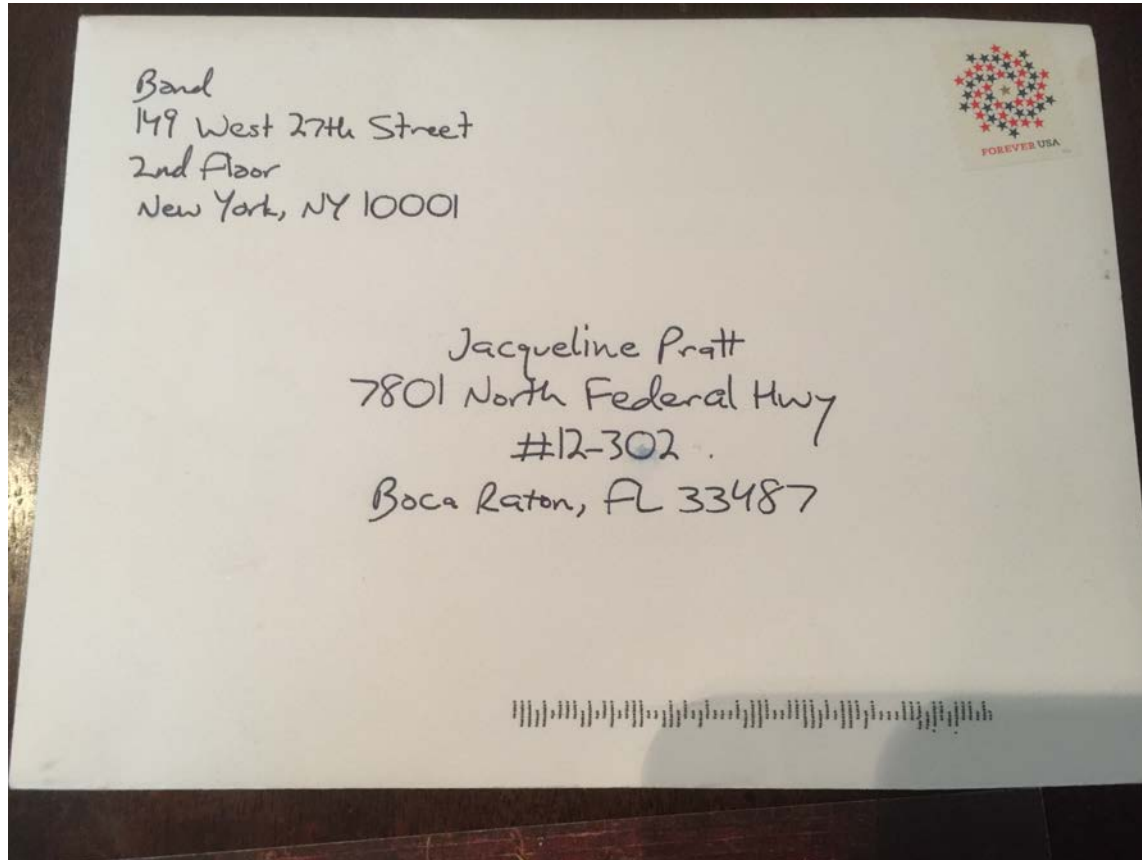 Band
149 West 27th Street
2nd Floor
New York, NY 10001
FOREVER USA
Jacqueline Pratt
7801 North Federal Hwy
#12-302
Boca Raton, FL 33487